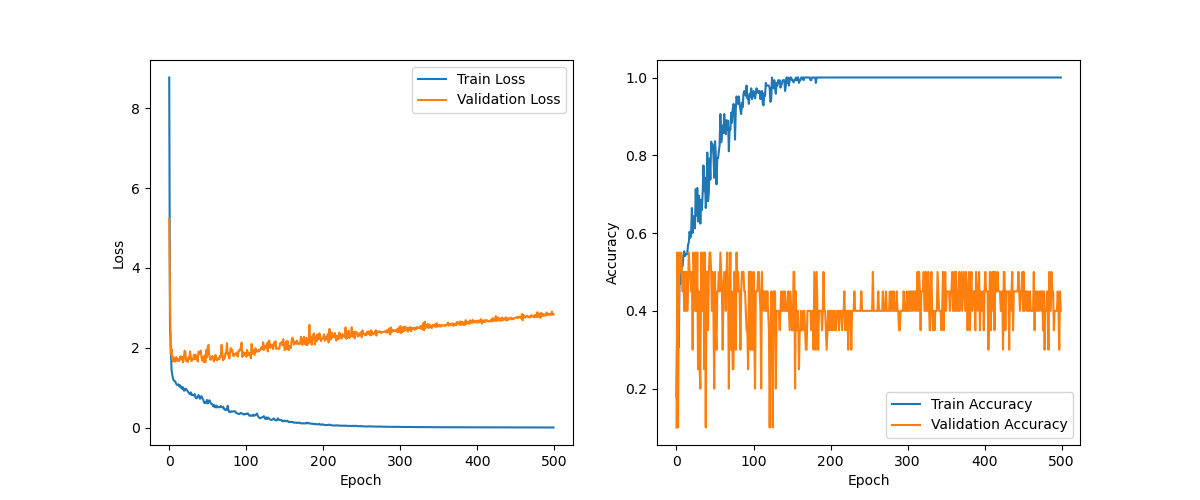 Train Loss
Validation Loss
8
6
4
2
0
Loss
0 100 200 300 400 500
Epoch
1.0
0.8
0.6
0.4
0.2
Accuracy
Train Accuracy
Validation Accuracy
0 100 200 300 400 500
Epoch